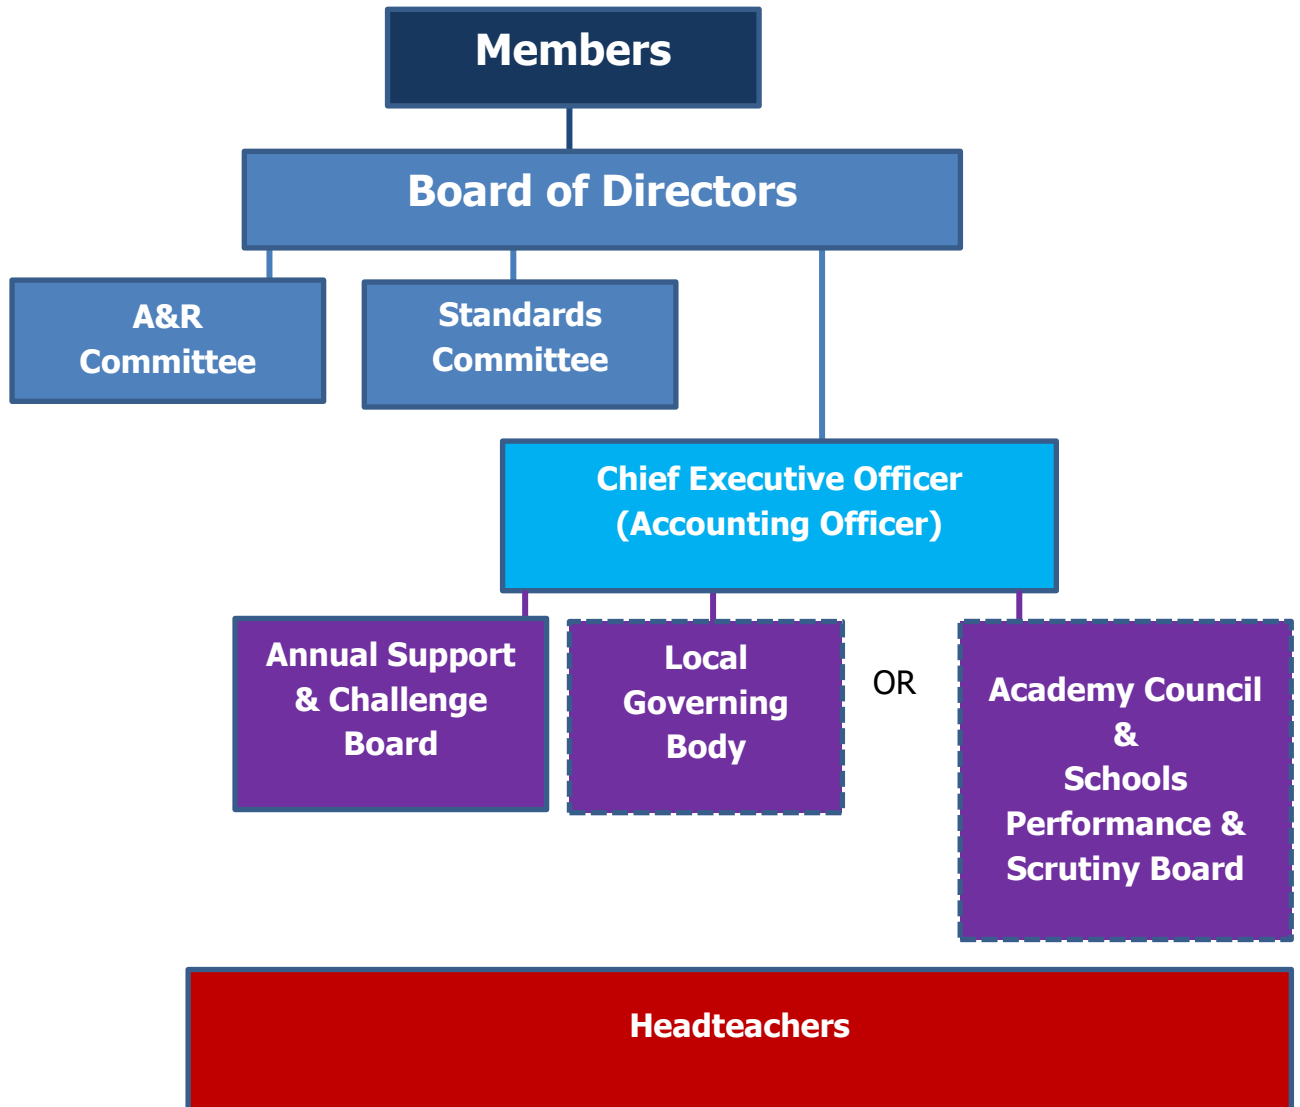 Members
Board of Directors
A&R
Committee
Standards
Committee
Chief Executive Officer
(Accounting Officer)
Annual Support
& Challenge
Board
Local
Governing
Body
OR
Academy Council
&
Schools
Performance &
Scrutiny Board
Headteachers